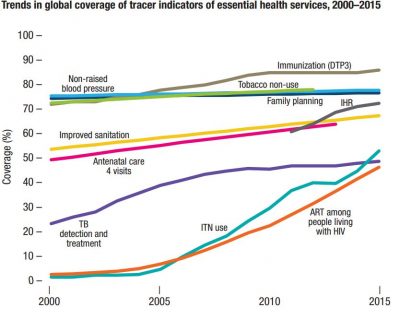 Trends in global coverage of tracer indicators of essential health services, 2000–2015
100
90
80
70
60
50
40
30
20
10
0
Coverage (%)
Immunization (DTP3)
Non-raised
blood pressure
Tobacco non-use
Family planning
IHR
Improved sanitation
Antenatal care
4 visits
TB
detection and
treatment
ITN use
ART among
people living
with HIV
2000
2005
2010
2015